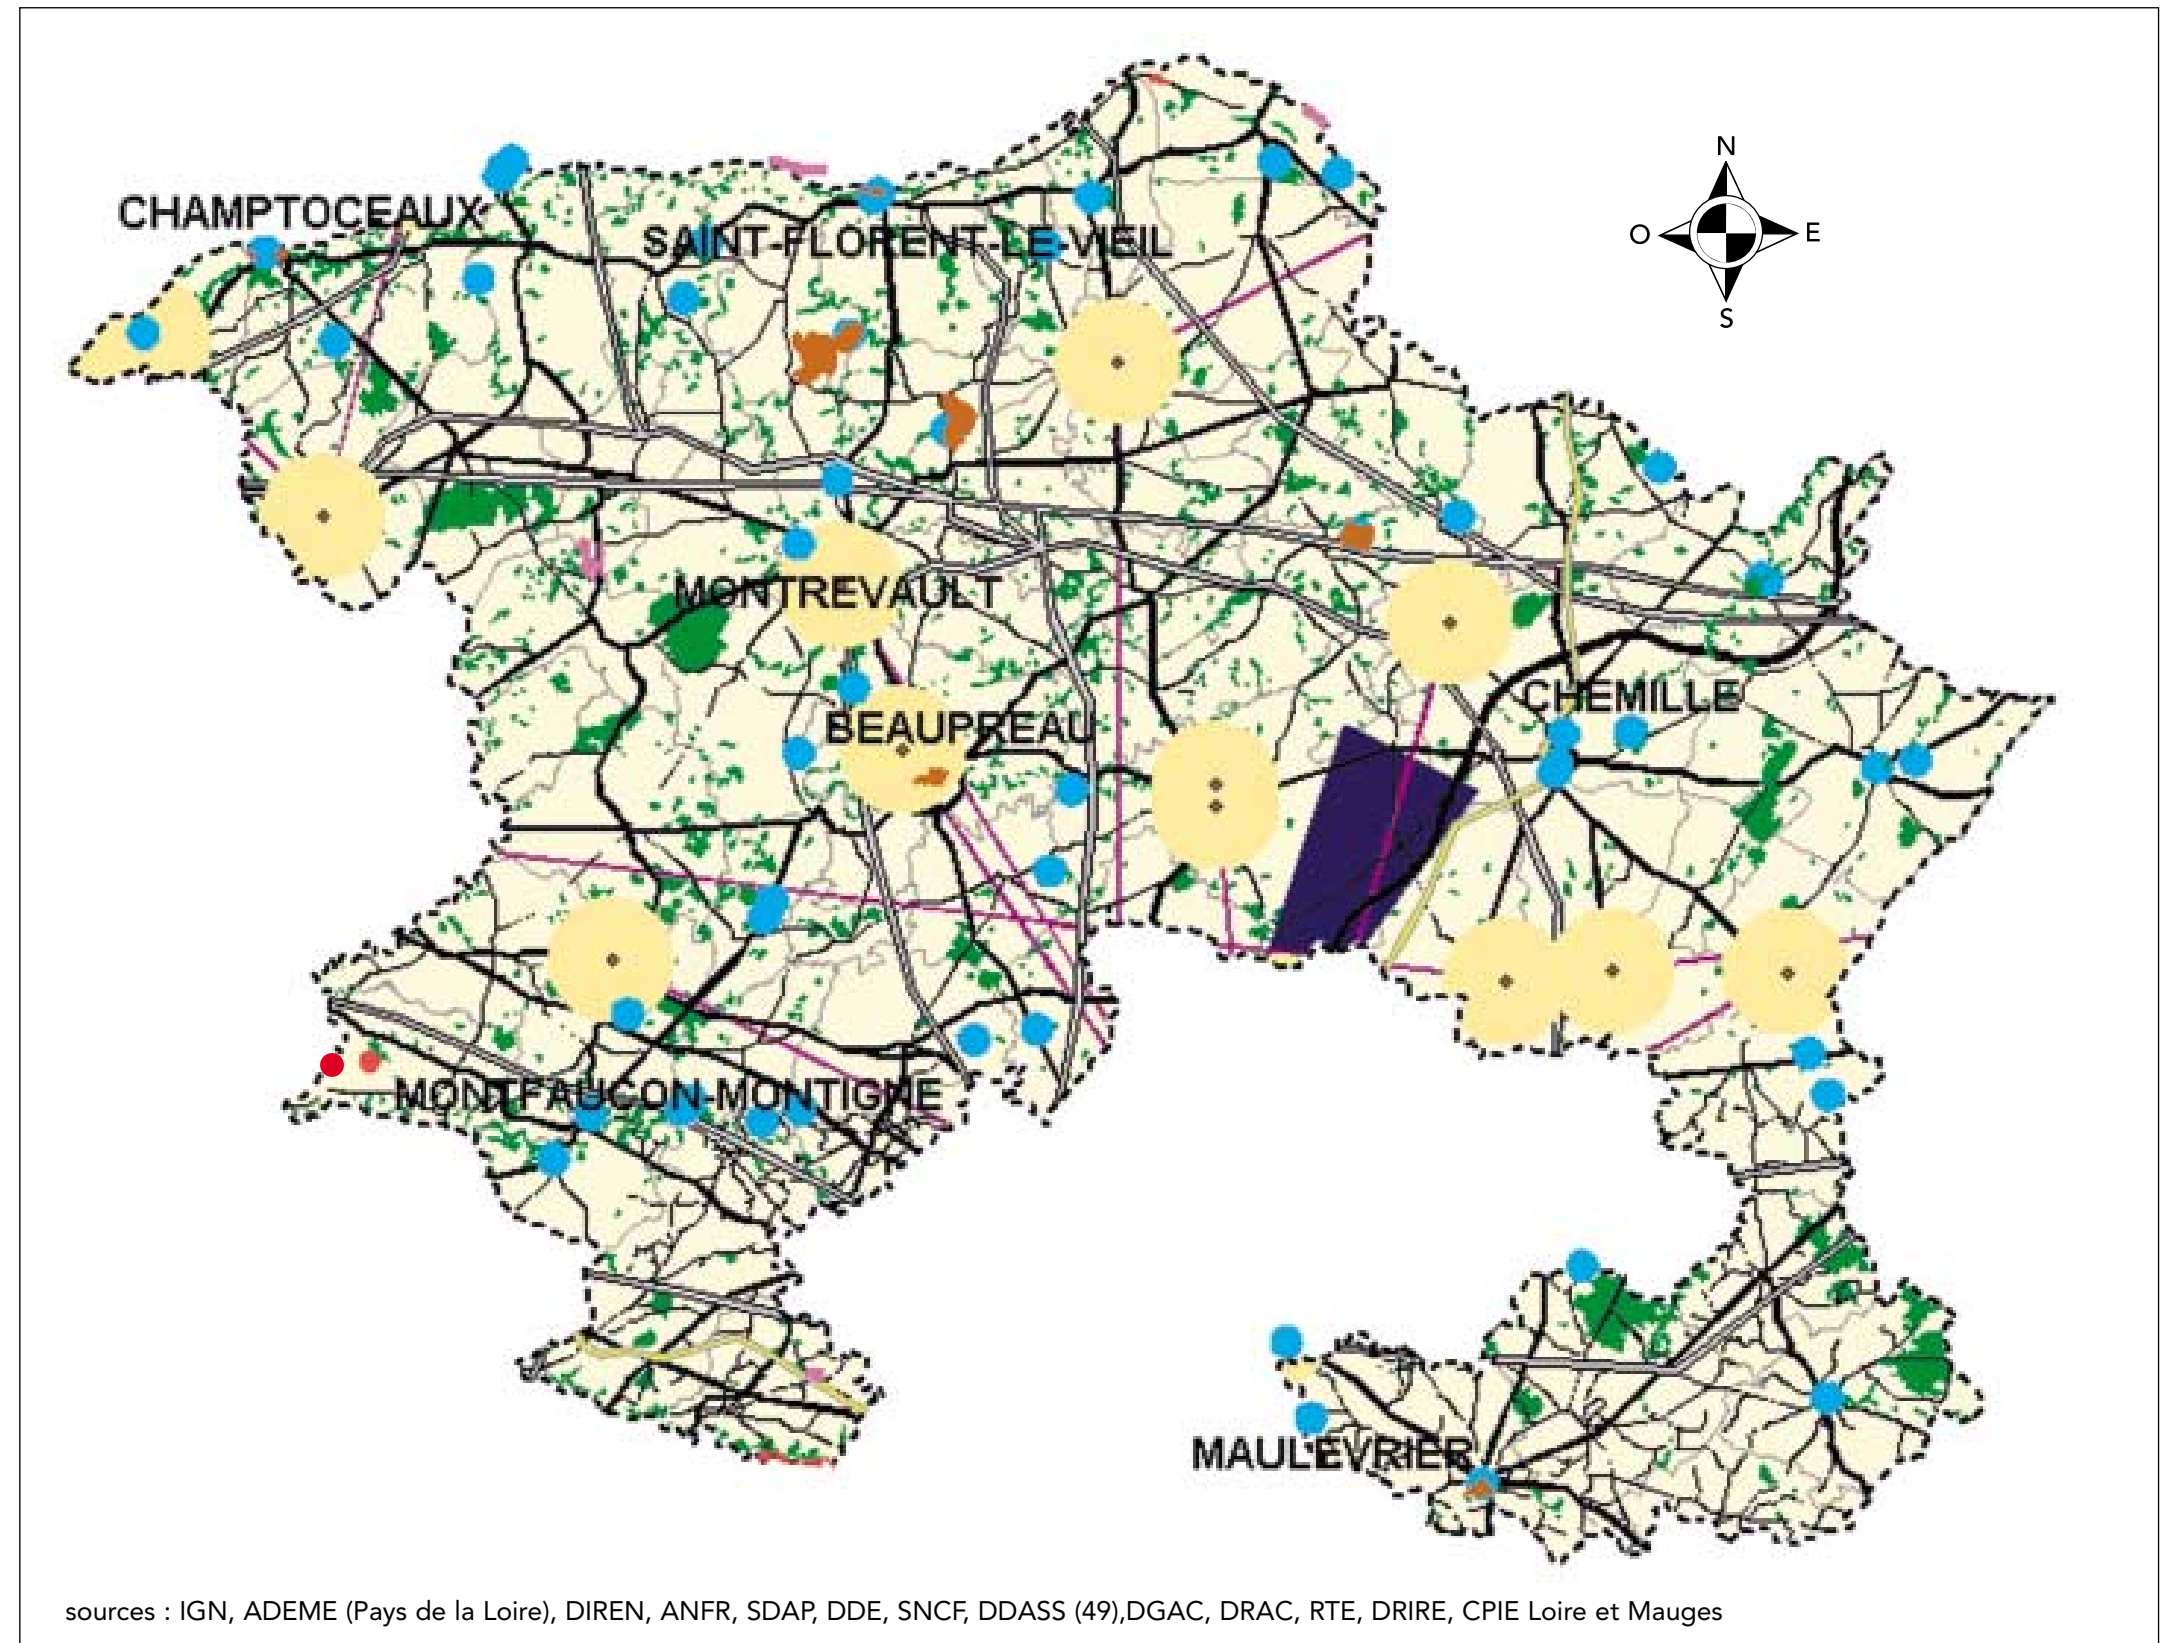 N
CHAMPTOCEAUX
O
E
SAINT-FLORENT-LE-VIEIL
S
MONTREVAULT
CHEMILLE
BEAUPREAU
MONTFAUCON-MONTIGNE
MAULEVRIER
sources : IGN, ADEME (Pays de la Loire), DIREN, ANFR, SDAP, DDE, SNCF, DDASS (49),DGAC, DRAC, RTE, DRIRE, CPIE Loire et Mauges